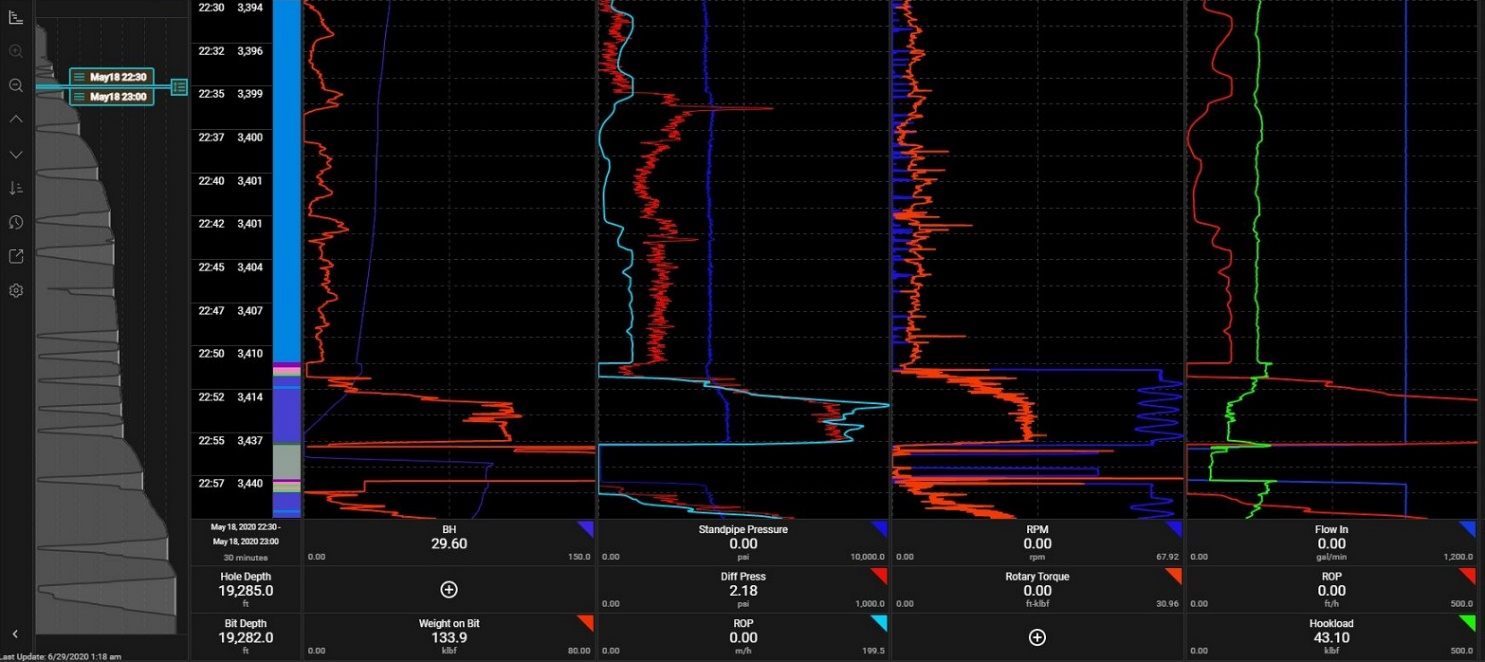 May18 22:30
May18 23:00
22:30 3,394
22:32 3,396
22:35 3,399
22:37 3,400
22:40 3,401
22:42 3,401
22:45 3,404
22:47 3,407
22:50 3,410
22:52 3,414
22:55 3,437
22:57 3,440
May 18, 2020 22:30 -
May 18, 2020 23:00
30 minutes
BH
29.60
0.00 150.0
Standpipe Pressure
0.00
0.00 psi 10,000.0
RPM
0.00
0.00 rpm 67.92
Flow In
0.00
0.00 gal/min 1,200.0
Hole Depth
19,285.0
ft
Diff Press
2.18
0.00 psi 1,000.0
Rotary Torque
0.00
0.00 ft-klbf 30.96
ROP
0.00
0.00 ft/h 500.0
Bit Depth
19,282.0
ft
Weight on Bit
133.9
0.00 klbf 80.00
ROP
0.00
0.00 m/h 199.5
Hookload
43.10
0.00 klbf 500.0
Last Update: 6/29/2020 1:18 am